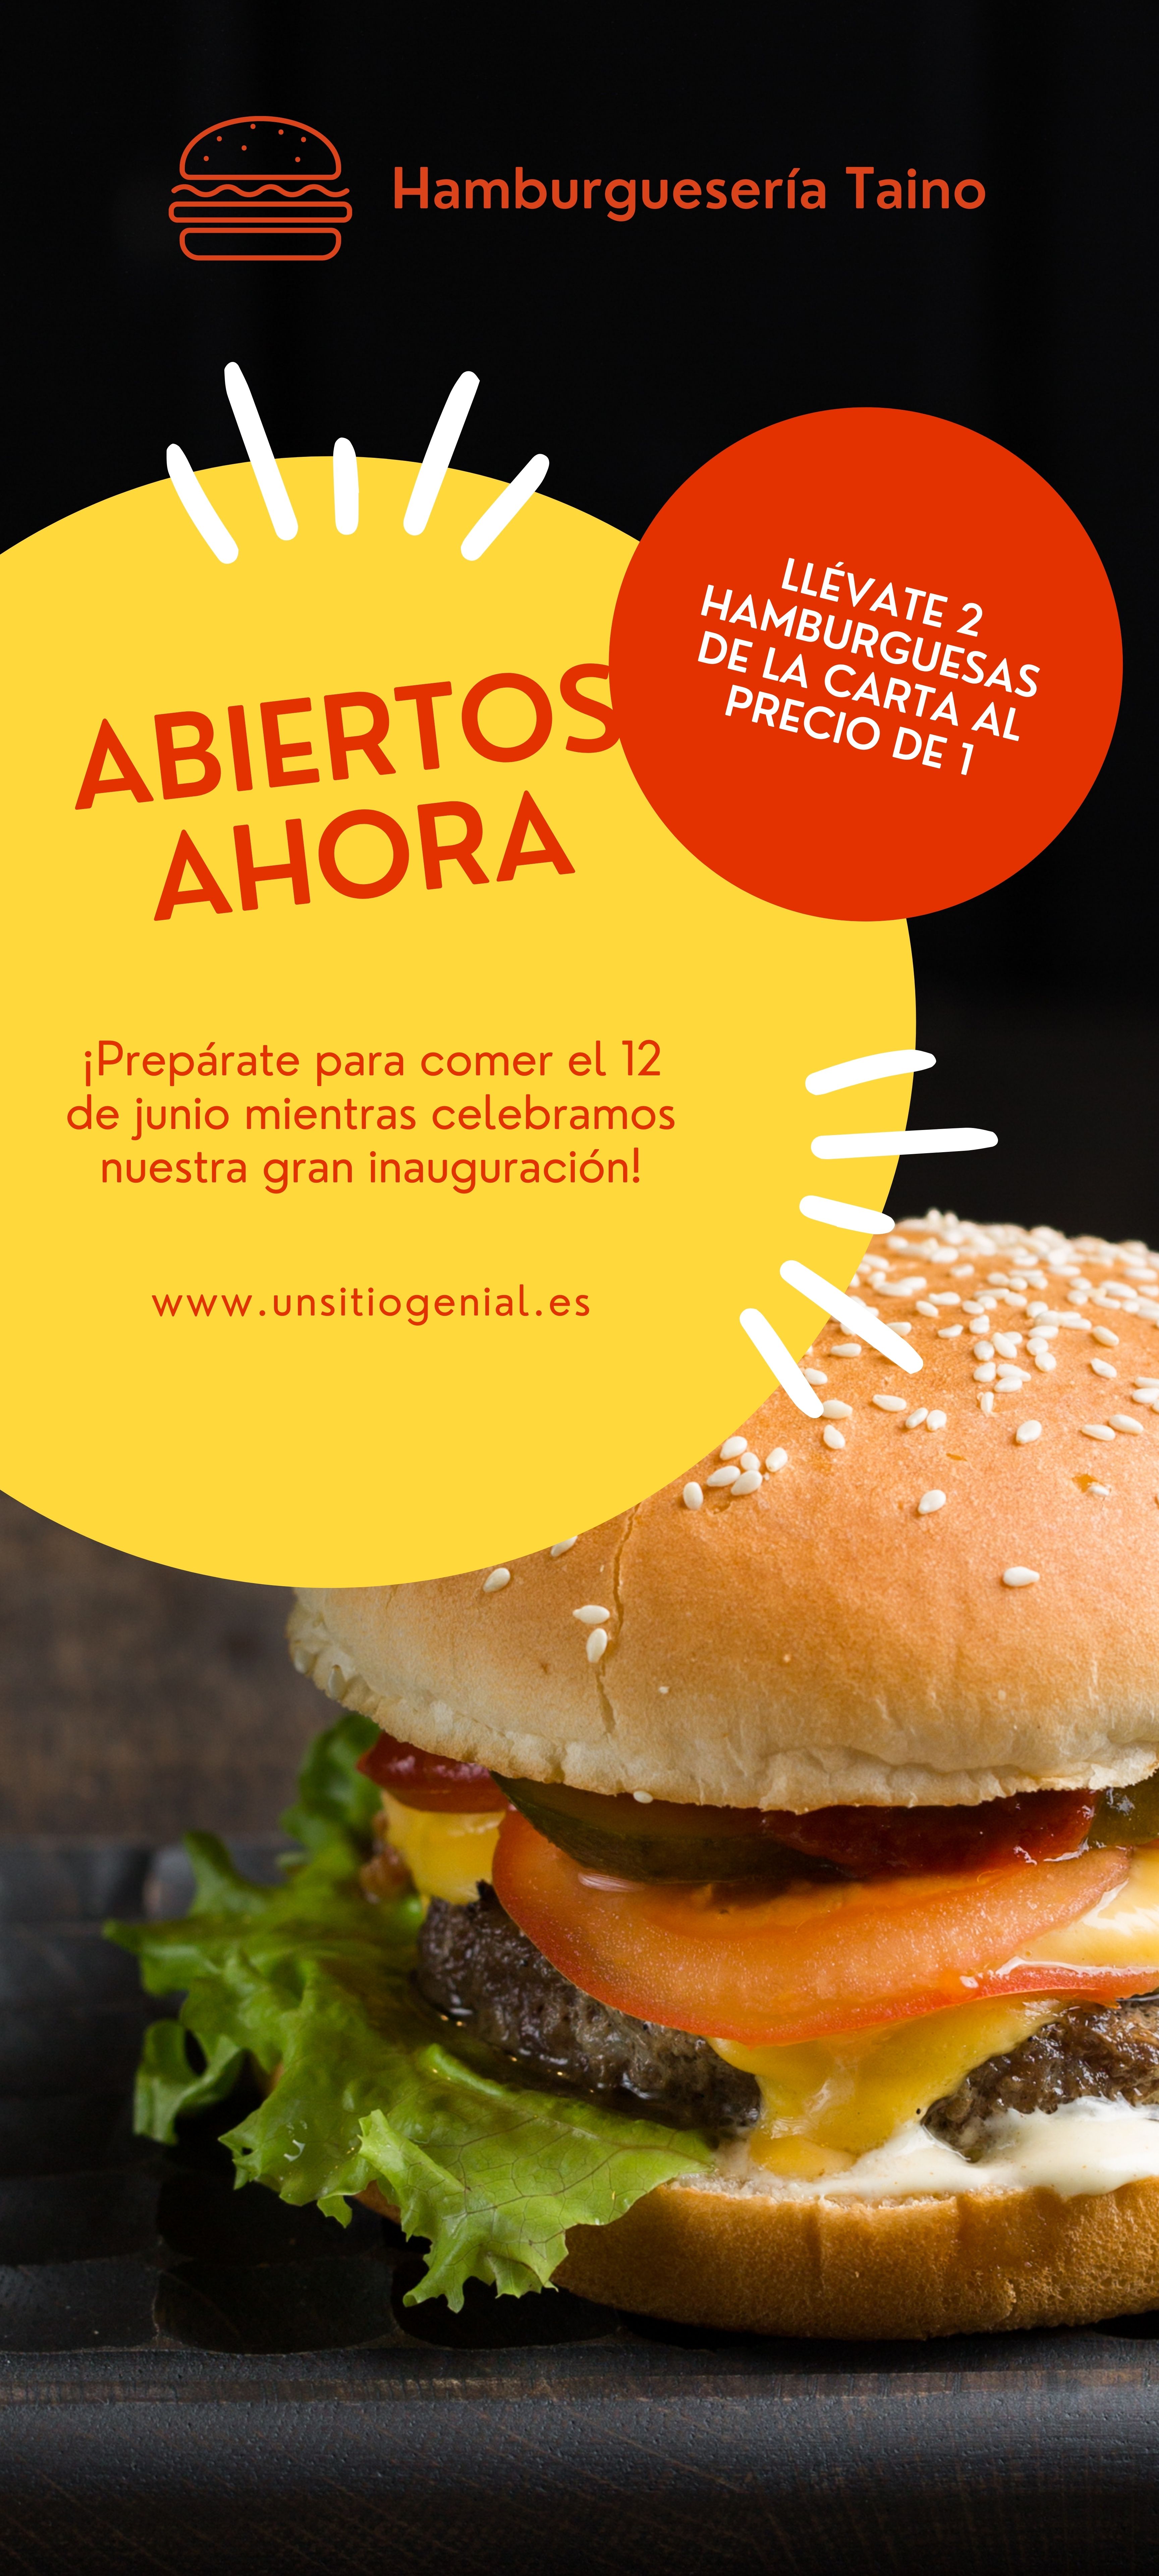 Hamburguesería Taino
LLÉVATE 2
HAMBURGUESAS
DE LA CARTA AL
PRECIO DE 1
ABIERTOS
AHORA
¡Prepárate para comer el 12
de junio mientras celebramos
nuestra gran inauguración!
www.unsitiogenial.es